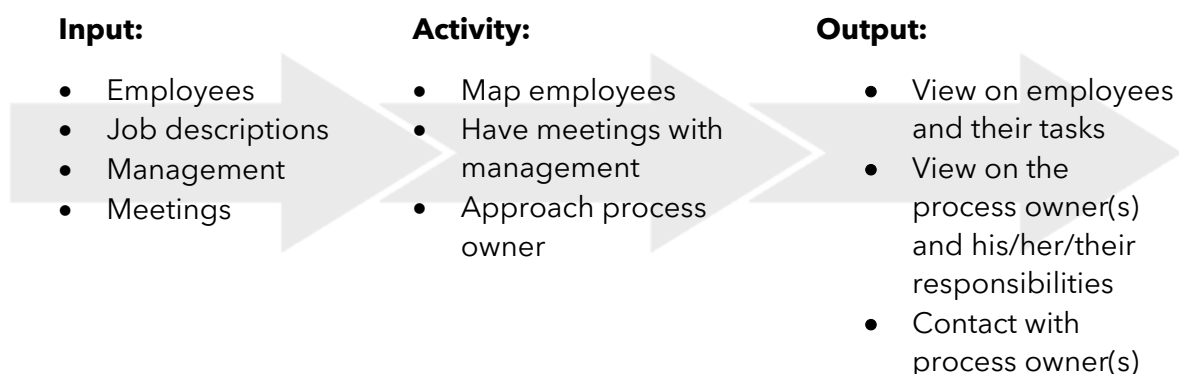 Input:
• Employees
• Job descriptions
• Management
• Meetings
Activity:
• Map employees
• Have meetings with
management
• Approach process
owner
Output:
• View on employees
and their tasks
• View on the
process owner(s)
and his/her/their
responsibilities
• Contact with
process owner(s)